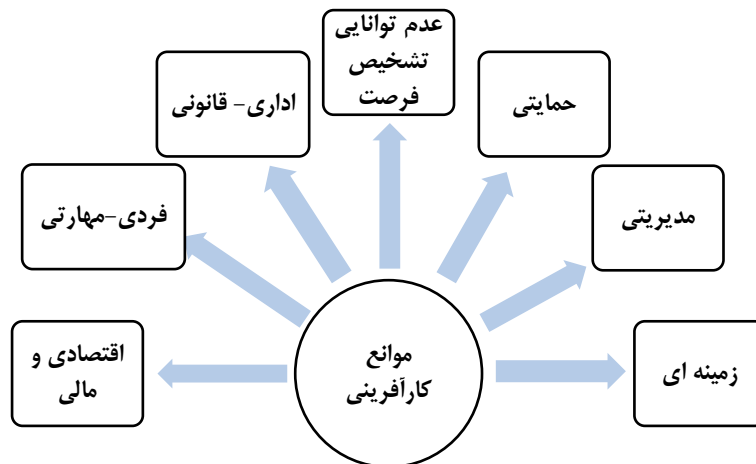 عدم توانایی
تشخیص
فرصت
حمایتی
اداری- قانونی
مدیریتی
فردی-مهارتی
زمینه ای
اقتصادی و
مالی
موانع
کارآفرینی